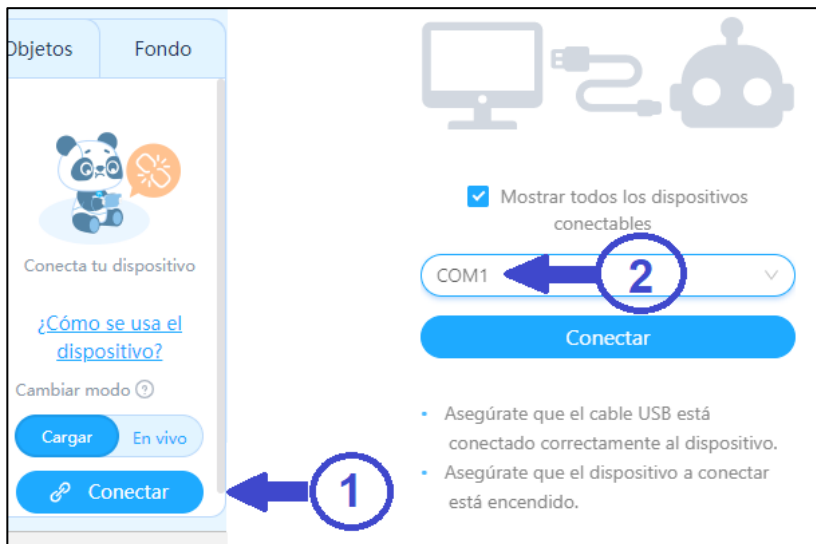 Objetos
Fondo
Conecta tu dispositivo
¿Cómo se usa el
dispositivo?
Cambiar modo ?
Cargar
En vivo
Conectar
1
Mostrar todos los dispositivos
conectables
COM1
2
Conectar
• Asegúrate que el cable USB está
conectado correctamente al dispositivo.
• Asegúrate que el dispositivo a conectar
está encendido.